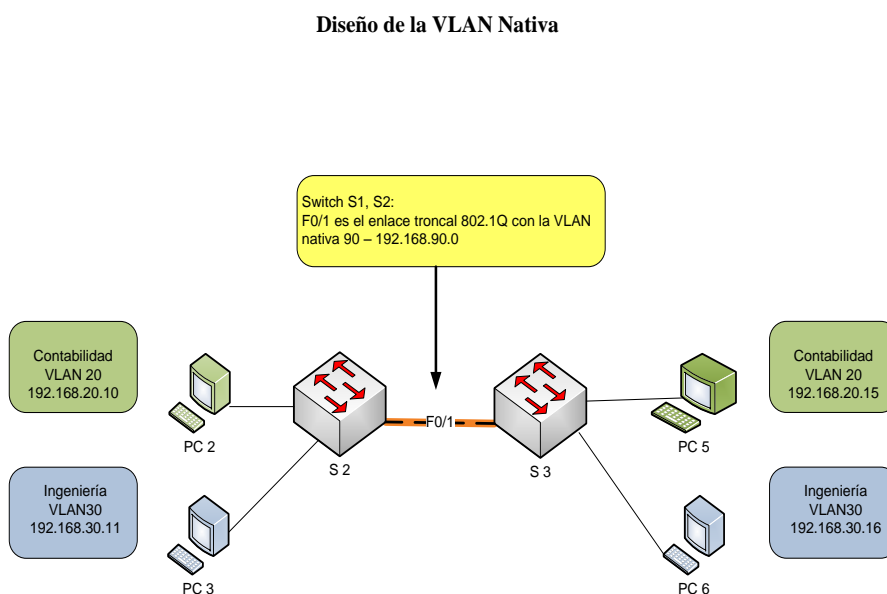 Diseño de la VLAN Nativa
Switch S1, S2:
F0/1 es el enlace troncal 802.1Q con la VLAN
nativa 90 – 192.168.90.0
Contabilidad
VLAN 20
192.168.20.10
PC 2
S 2
F0/1
S 3
PC 5
Contabilidad
VLAN 20
192.168.20.15
Ingeniería
VLAN30
192.168.30.11
PC 3
PC 6
Ingeniería
VLAN30
192.168.30.16